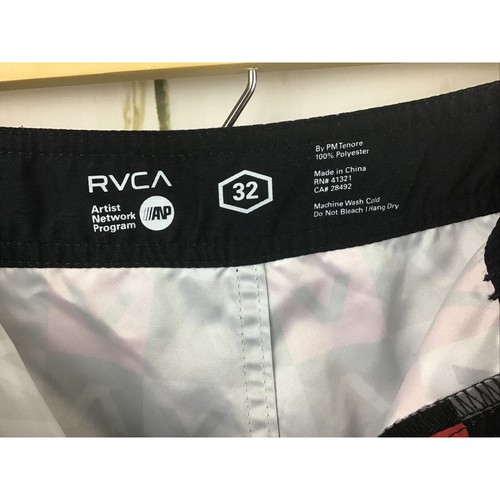 RVCA
Artist
Network
Program
ANP
32
By PMTenore
100% Polyester
Made in China
RN# 41321
CA# 28492
Machine Wash Cold
Do Not Bleach | Hang Dry